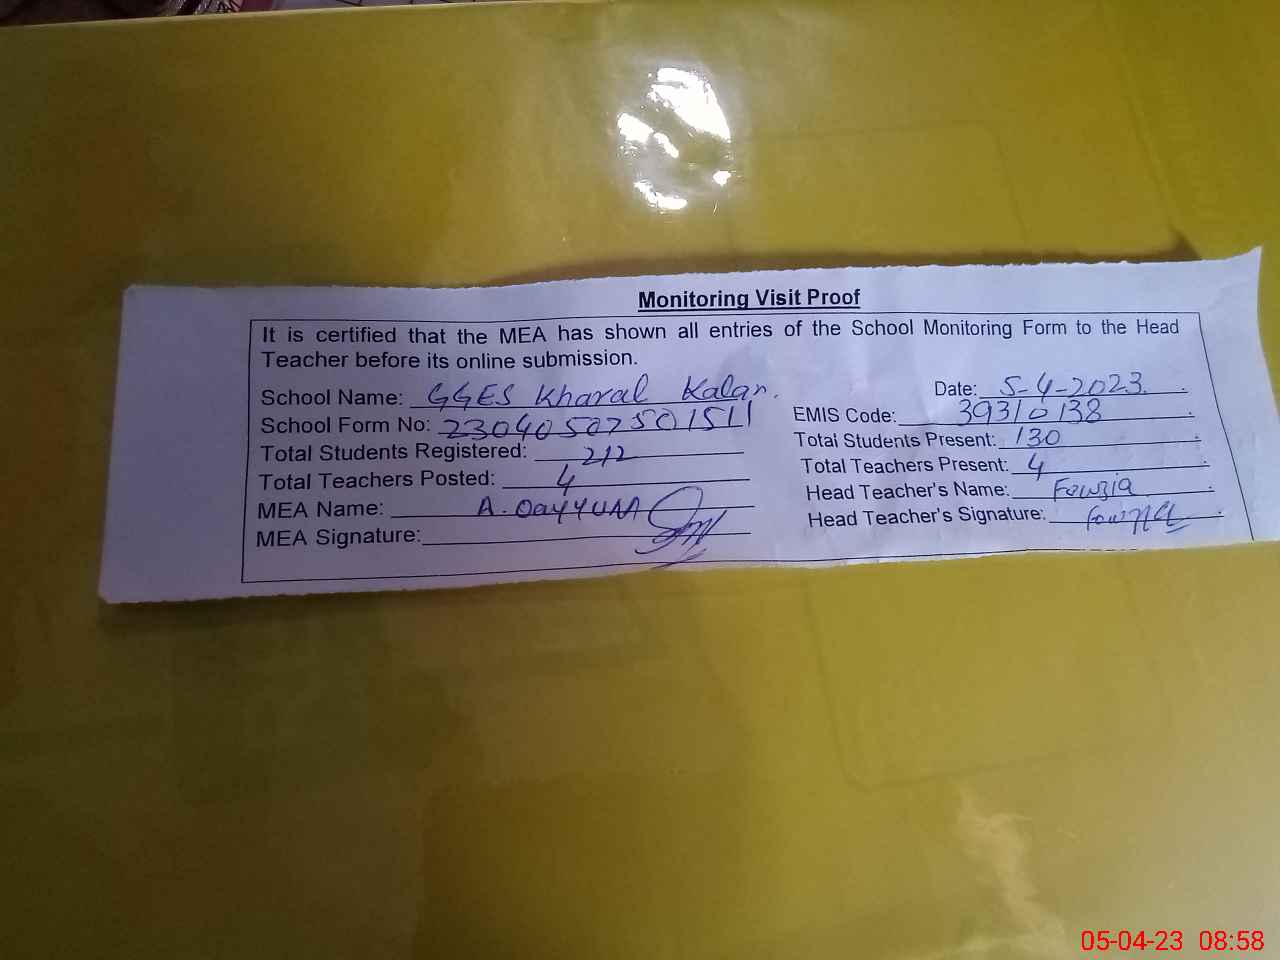 Monitoring Visit Proof
It is certified that the MEA has shown all entries of the School Monitoring Form to the Head
Teacher before its online submission.
School Name: GGES Kharal Kalan. Date: 5-4-2023.
School Form No: 23040507501511 EMIS Code: 39310138
Total Students Registered: 212 Total Students Present: 130
Total Teachers Posted: 4 Total Teachers Present: 4
MEA Name: A. Qayyum Head Teacher's Name: Fowzia
MEA Signature: Head Teacher's Signature: Fowzia
05-04-23 08:58